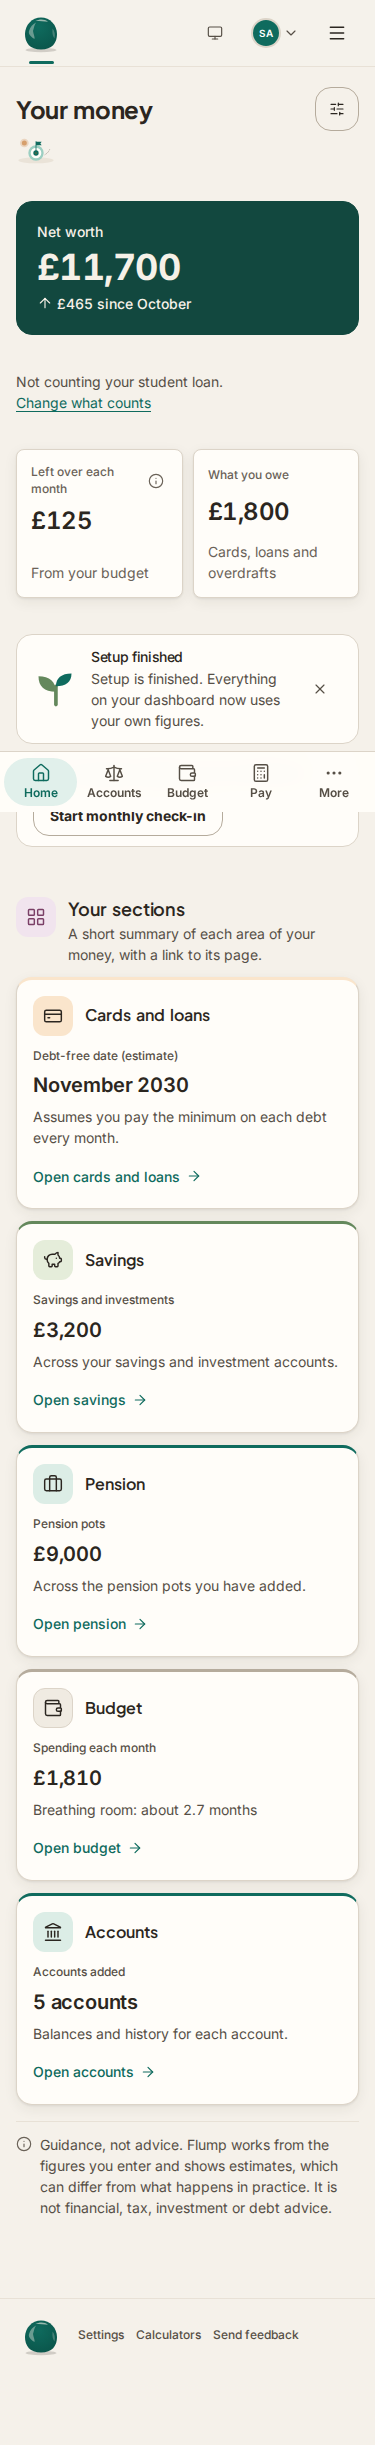 SA
Your money
Net worth
£11,700
↑ £465 since October
Not counting your student loan.
Change what counts
Left over each
month
£125
From your budget
What you owe
£1,800
Cards, loans and
overdrafts
Setup finished
Setup is finished. Everything
on your dashboard now uses
your own figures.
Home
Accounts
Budget
Pay
More
Start monthly check-in
Your sections
A short summary of each area of your
money, with a link to its page.
Cards and loans
Debt-free date (estimate)
November 2030
Assumes you pay the minimum on each debt
every month.
Open cards and loans →
Savings
Savings and investments
£3,200
Across your savings and investment accounts.
Open savings →
Pension
Pension pots
£9,000
Across the pension pots you have added.
Open pension →
Budget
Spending each month
£1,810
Breathing room: about 2.7 months
Open budget →
Accounts
Accounts added
5 accounts
Balances and history for each account.
Open accounts →
Guidance, not advice. Flump works from the
figures you enter and shows estimates, which
can differ from what happens in practice. It is
not financial, tax, investment or debt advice.
Settings
Calculators
Send feedback